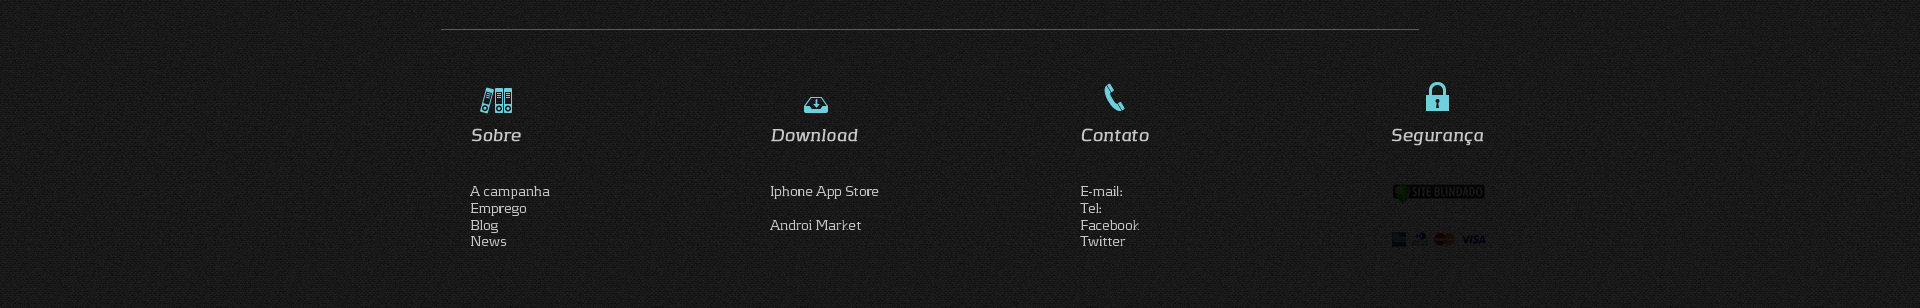 Sobre
A campanha
Emprego
Blog
News
Download
Iphone App Store
Androi Market
Contato
E-mail:
Tel:
Facebook
Twitter
Segurança
SITE BLINDADO
VISA